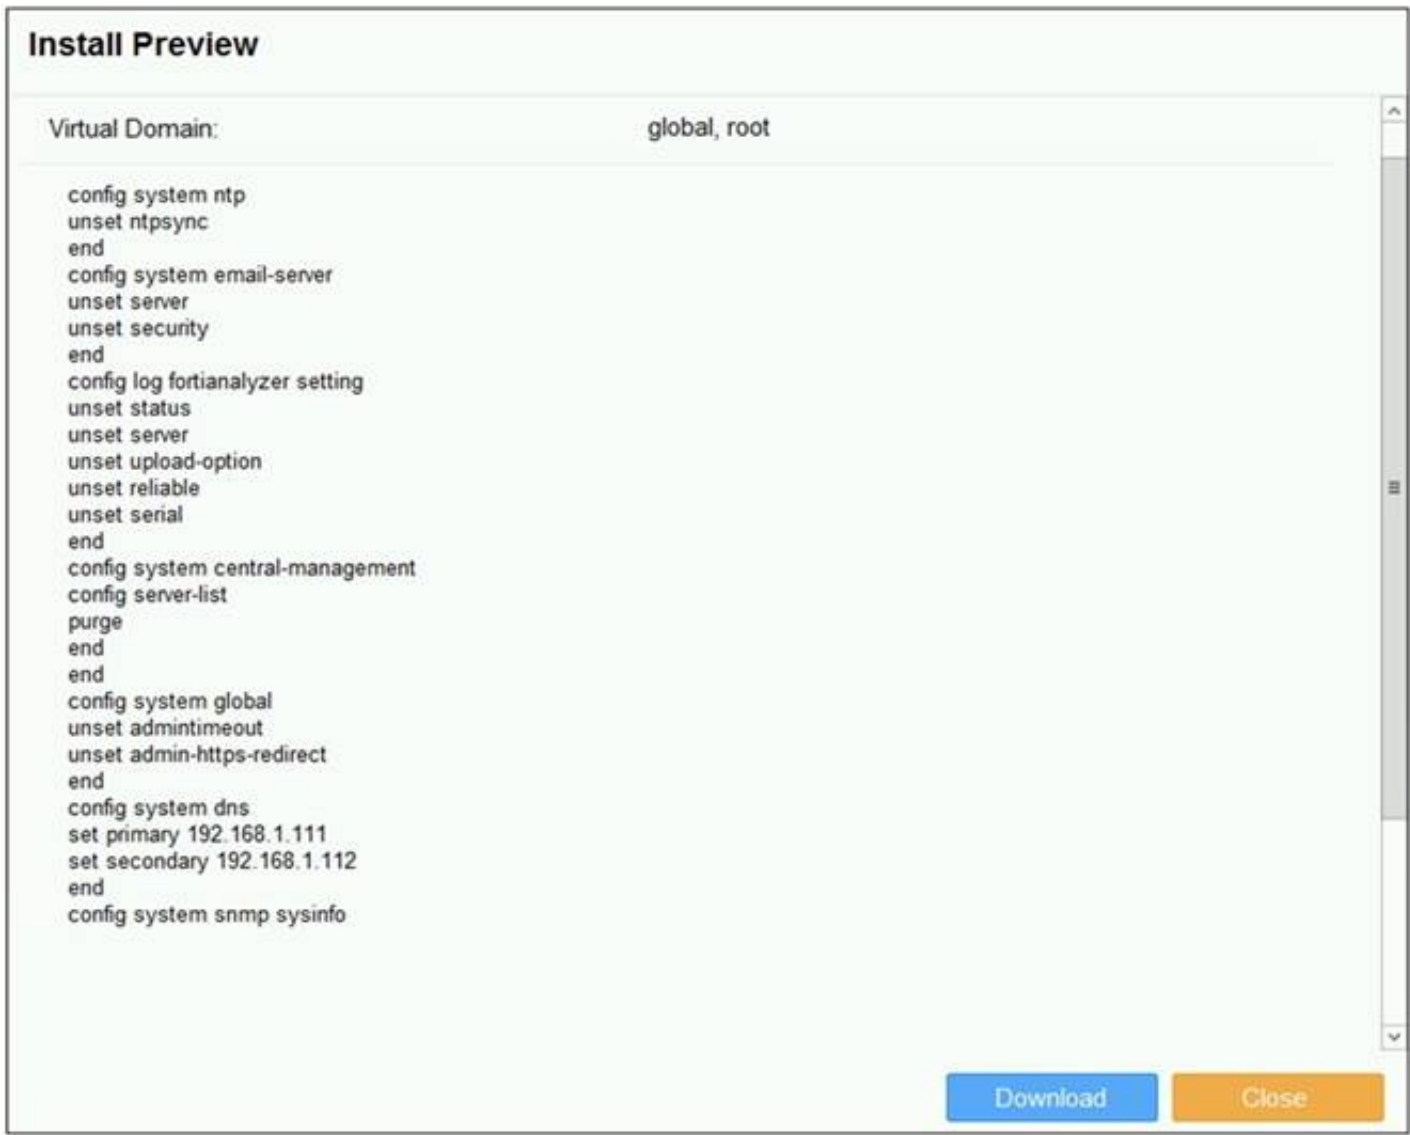 Install Preview
Virtual Domain: global, root
config system ntp
unset ntpsync
end
config system email-server
unset server
unset security
end
config log fortianalyzer setting
unset status
unset server
unset upload-option
unset reliable
unset serial
end
config system central-management
config server-list
purge
end
end
config system global
unset admintimeout
unset admin-https-redirect
end
config system dns
set primary 192.168.1.111
set secondary 192.168.1.112
end
config system snmp sysinfo
Download Close